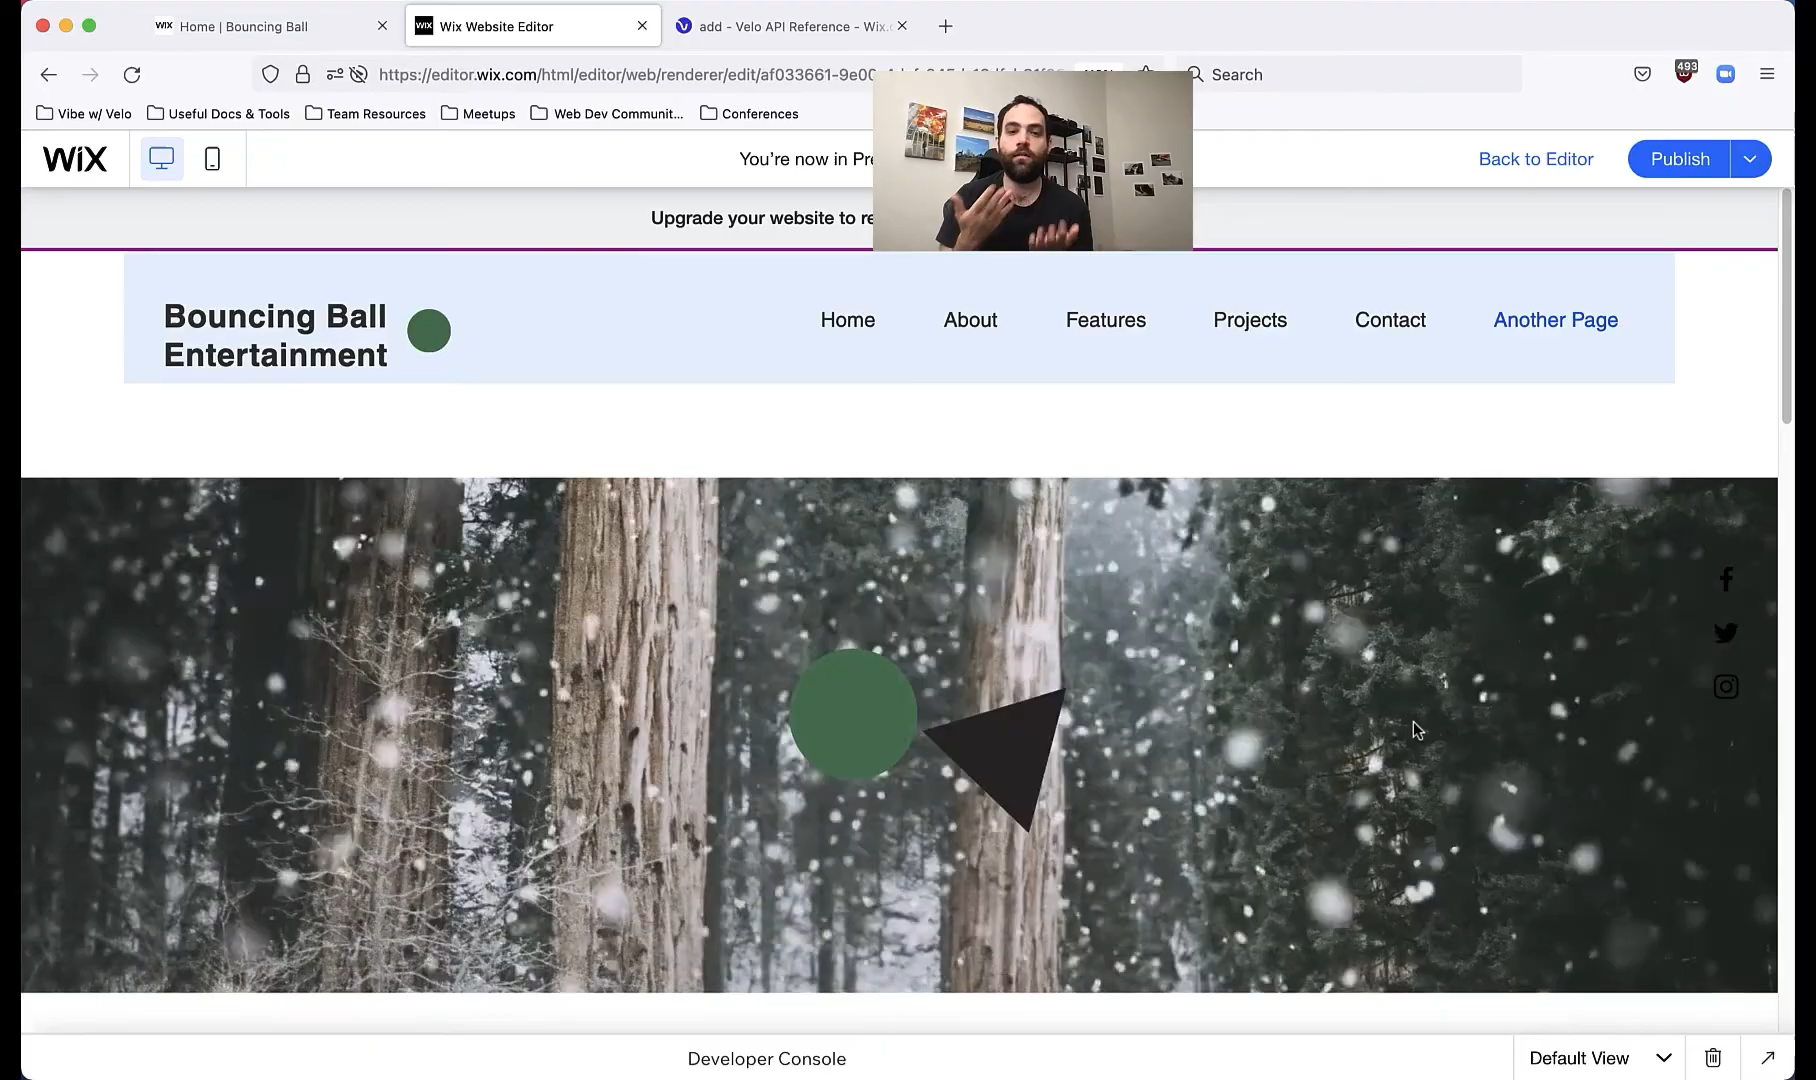 WiX Home | Bouncing Ball
WiX Wix Website Editor
add - Velo API Reference - Wix.
https://editor.wix.com/html/editor/web/renderer/edit/af033661-9e00
Search
493
Vibe w/ Velo
Useful Docs & Tools
Team Resources
Meetups
Web Dev Communit...
Conferences
WiX
You're now in Pre
Back to Editor
Publish
Upgrade your website to re
Bouncing Ball
Entertainment
Home
About
Features
Projects
Contact
Another Page
Developer Console
Default View